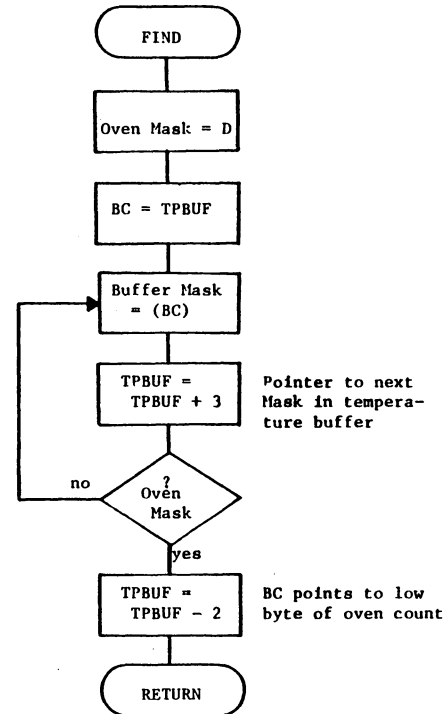 FIND
Oven Mask = D
BC = TPBUF
Buffer Mask
= (BC)
TPBUF =
TPBUF + 3
Pointer to next
Mask in tempera-
ture buffer
?
Oven
Mask
no
yes
TPBUF =
TPBUF - 2
BC points to low
byte of oven count
RETURN